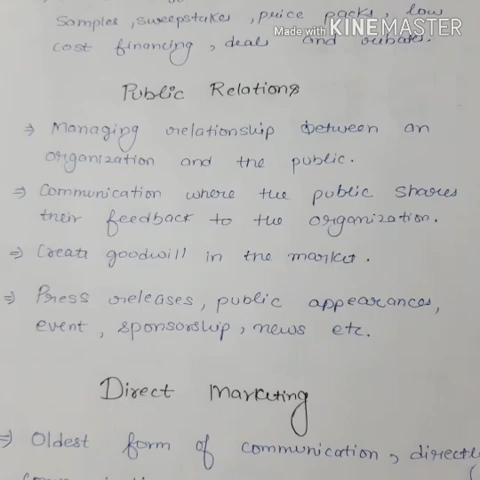 Samples, sweepstakes, price packs, low
Made with KINEMASTER
cost financing, deals and rebates.
Public Relations
⇒ Managing relationship between an
organization and the public.
⇒ Communication where the public shares
their feedback to the organization.
⇒ Create goodwill in the market.
⇒ Press releases, public appearances,
event, sponsorship, news etc.
Direct Marketing
⇒ Oldest form of communication, directly